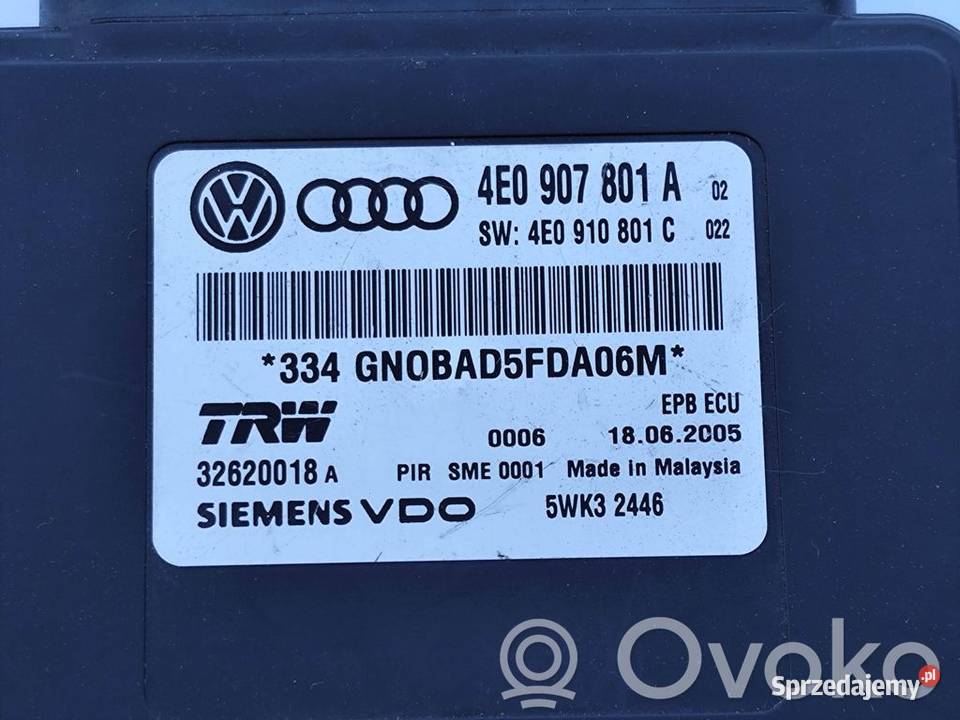 4E0 907 801 A 02
SW: 4E0 910 801 C 022
*334 GN0BAD5FDA06M*
TRW EPB ECU
0006 18.06.2005
32620018 A PIR SME 0001 Made in Malaysia
SIEMENS VDO 5WK3 2446
Ovoko
Sprzedajemy.pl